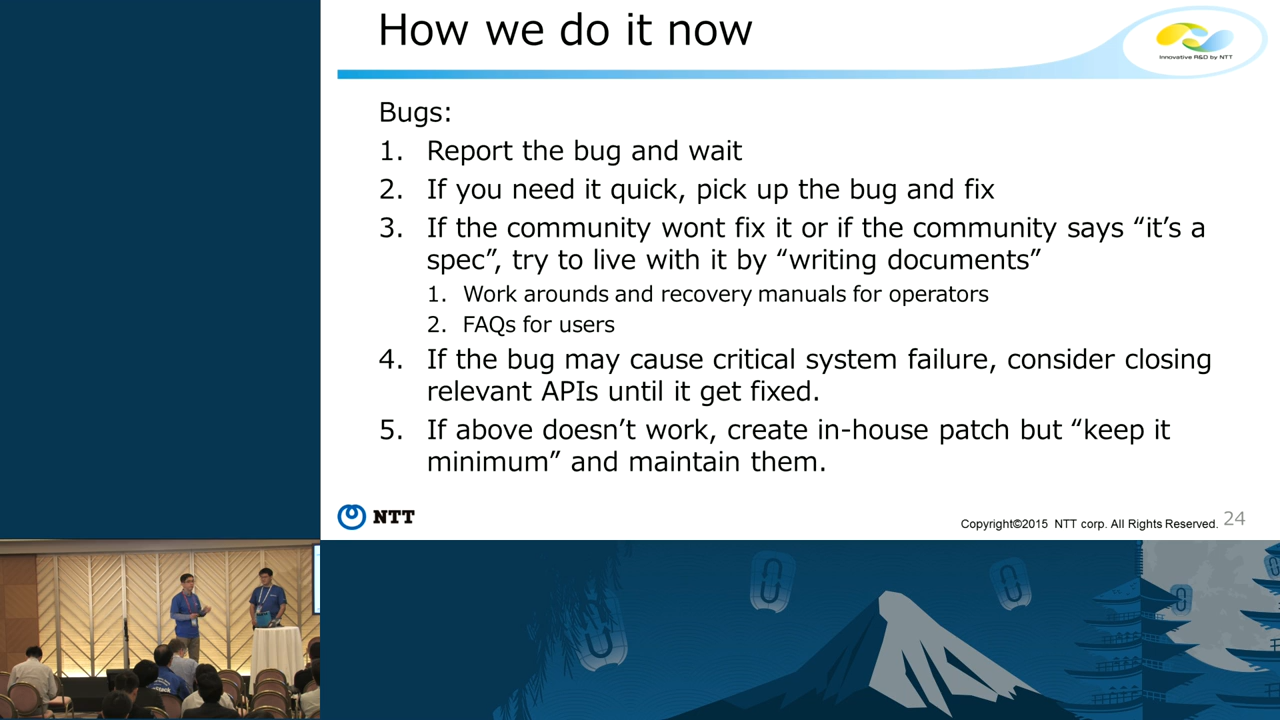 How we do it now
Innovative R&D by NTT
Bugs:
1. Report the bug and wait
2. If you need it quick, pick up the bug and fix
3. If the community wont fix it or if the community says “it’s a
spec”, try to live with it by “writing documents”
1. Work arounds and recovery manuals for operators
2. FAQs for users
4. If the bug may cause critical system failure, consider closing
relevant APIs until it get fixed.
5. If above doesn’t work, create in-house patch but “keep it
minimum” and maintain them.
NTT
Copyright©2015 NTT corp. All Rights Reserved.
24